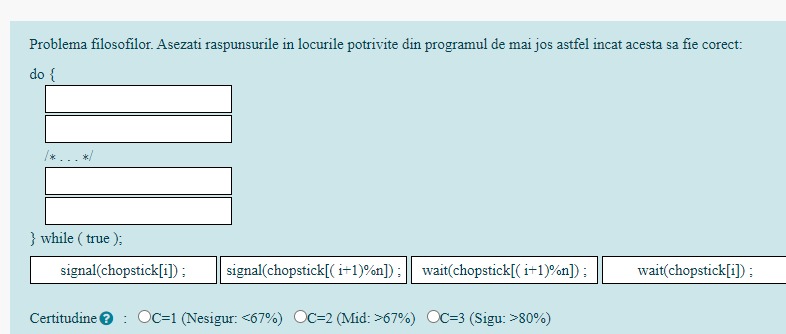 Problema filosofilor. Asezati raspunsurile in locurile potrivite din programul de mai jos astfel incat acesta sa fie corect:
do {
/* . . . */
} while ( true );
signal(chopstick[i]) ; signal(chopstick[( i+1)%n]) ; wait(chopstick[( i+1)%n]) ; wait(chopstick[i]) ;
Certitudine ? : C=1 (Nesigur: <67%) C=2 (Mid: >67%) C=3 (Sigu: >80%)